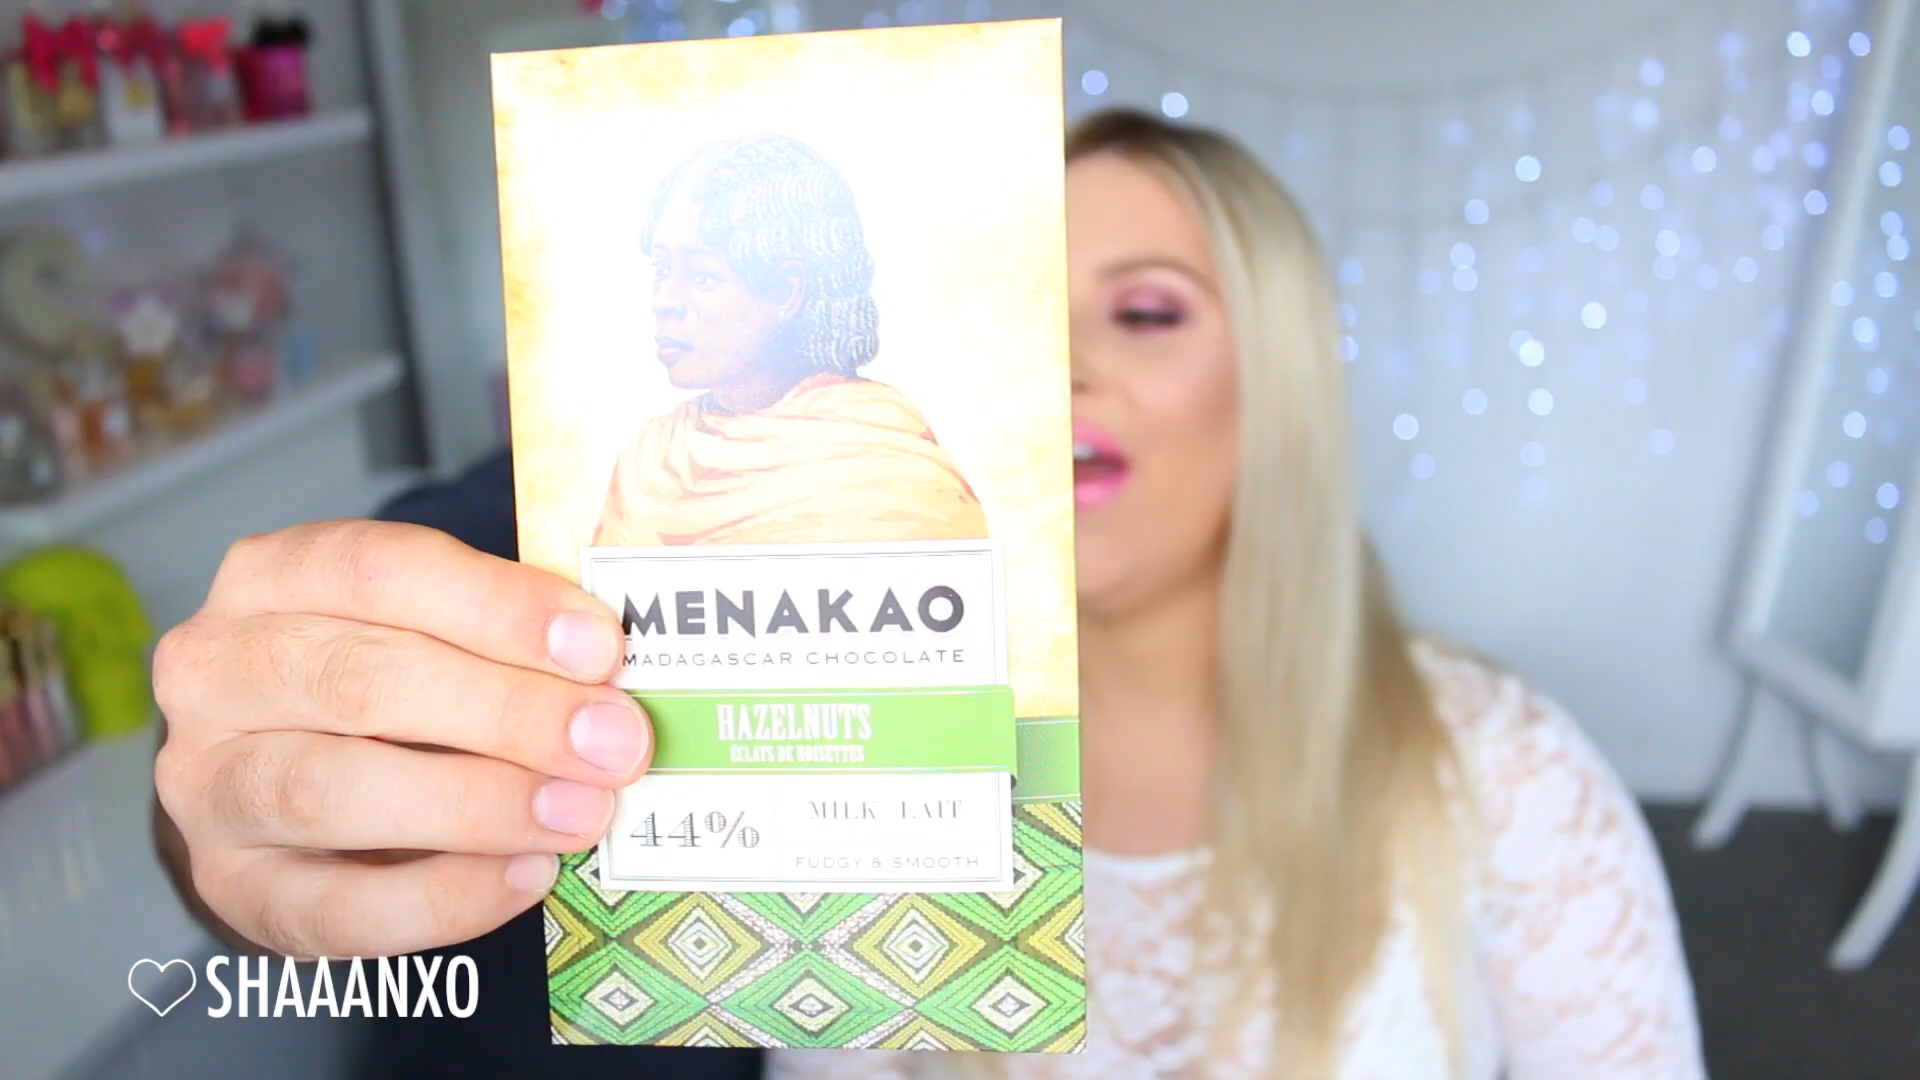 MENAKAO
MADAGASCAR CHOCOLATE
HAZELNUTS
ÉCLATS DE NOISETTES
44%
MILK LAIT
FUDGY & SMOOTH
SHAAANXO